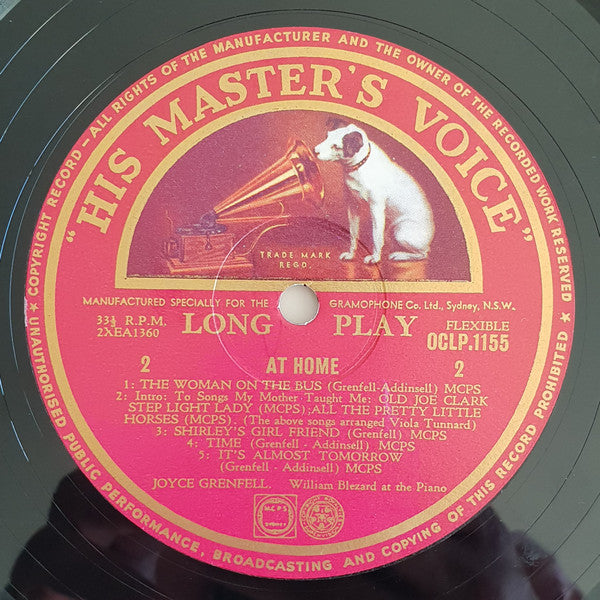 COPYRIGHT RECORD — ALL RIGHTS OF THE MANUFACTURER AND THE OWNER OF THE RECORDED WORK RESERVED ★
"HIS MASTER'S VOICE"
TRADE MARK
REGD
MANUFACTURED SPECIALLY FOR THE GRAMOPHONE Co. Ltd., Sydney, N.S.W.
33⅓ R.P.M. LONG PLAY FLEXIBLE
2XEA1360 OCLP.1155
2 AT HOME 2
1: THE WOMAN ON THE BUS (Grenfell-Addinsell) MCPS
2: Intro: To Songs My Mother Taught Me: OLD JOE CLARK
STEP LIGHT LADY (MCPS); ALL THE PRETTY LITTLE
HORSES (MCPS). (The above songs arranged Viola Tunnard)
3: SHIRLEY'S GIRL FRIEND (Grenfell) MCPS
4: TIME (Grenfell - Addinsell) MCPS
5: IT'S ALMOST TOMORROW
(Grenfell - Addinsell) MCPS
JOYCE GRENFELL. William Blezard at the Piano
MCPS
UNAUTHORISED PUBLIC PERFORMANCE, BROADCASTING AND COPYING OF THIS RECORD PROHIBITED ★